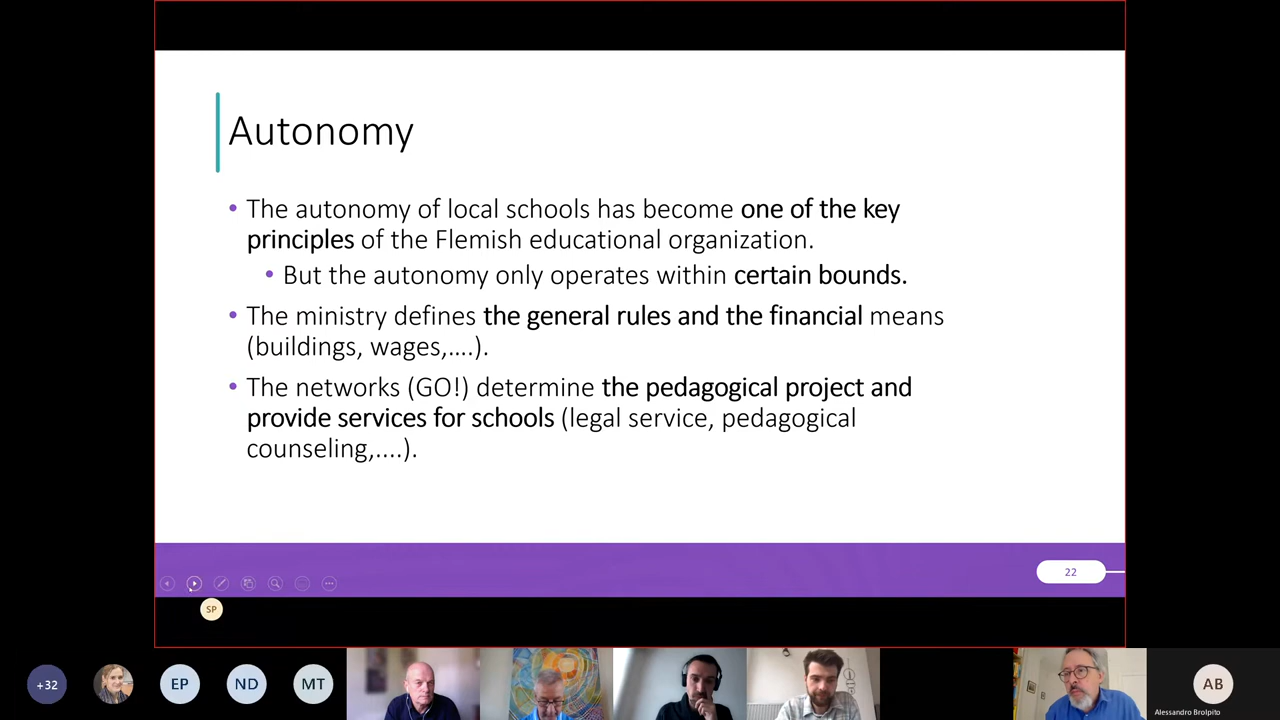 Autonomy
• The autonomy of local schools has become one of the key
principles of the Flemish educational organization.
• But the autonomy only operates within certain bounds.
• The ministry defines the general rules and the financial means
(buildings, wages,....).
• The networks (GO!) determine the pedagogical project and
provide services for schools (legal service, pedagogical
counseling,....).
22
SP
+32
EP
ND
MT
AB
Alessandro Brolpito